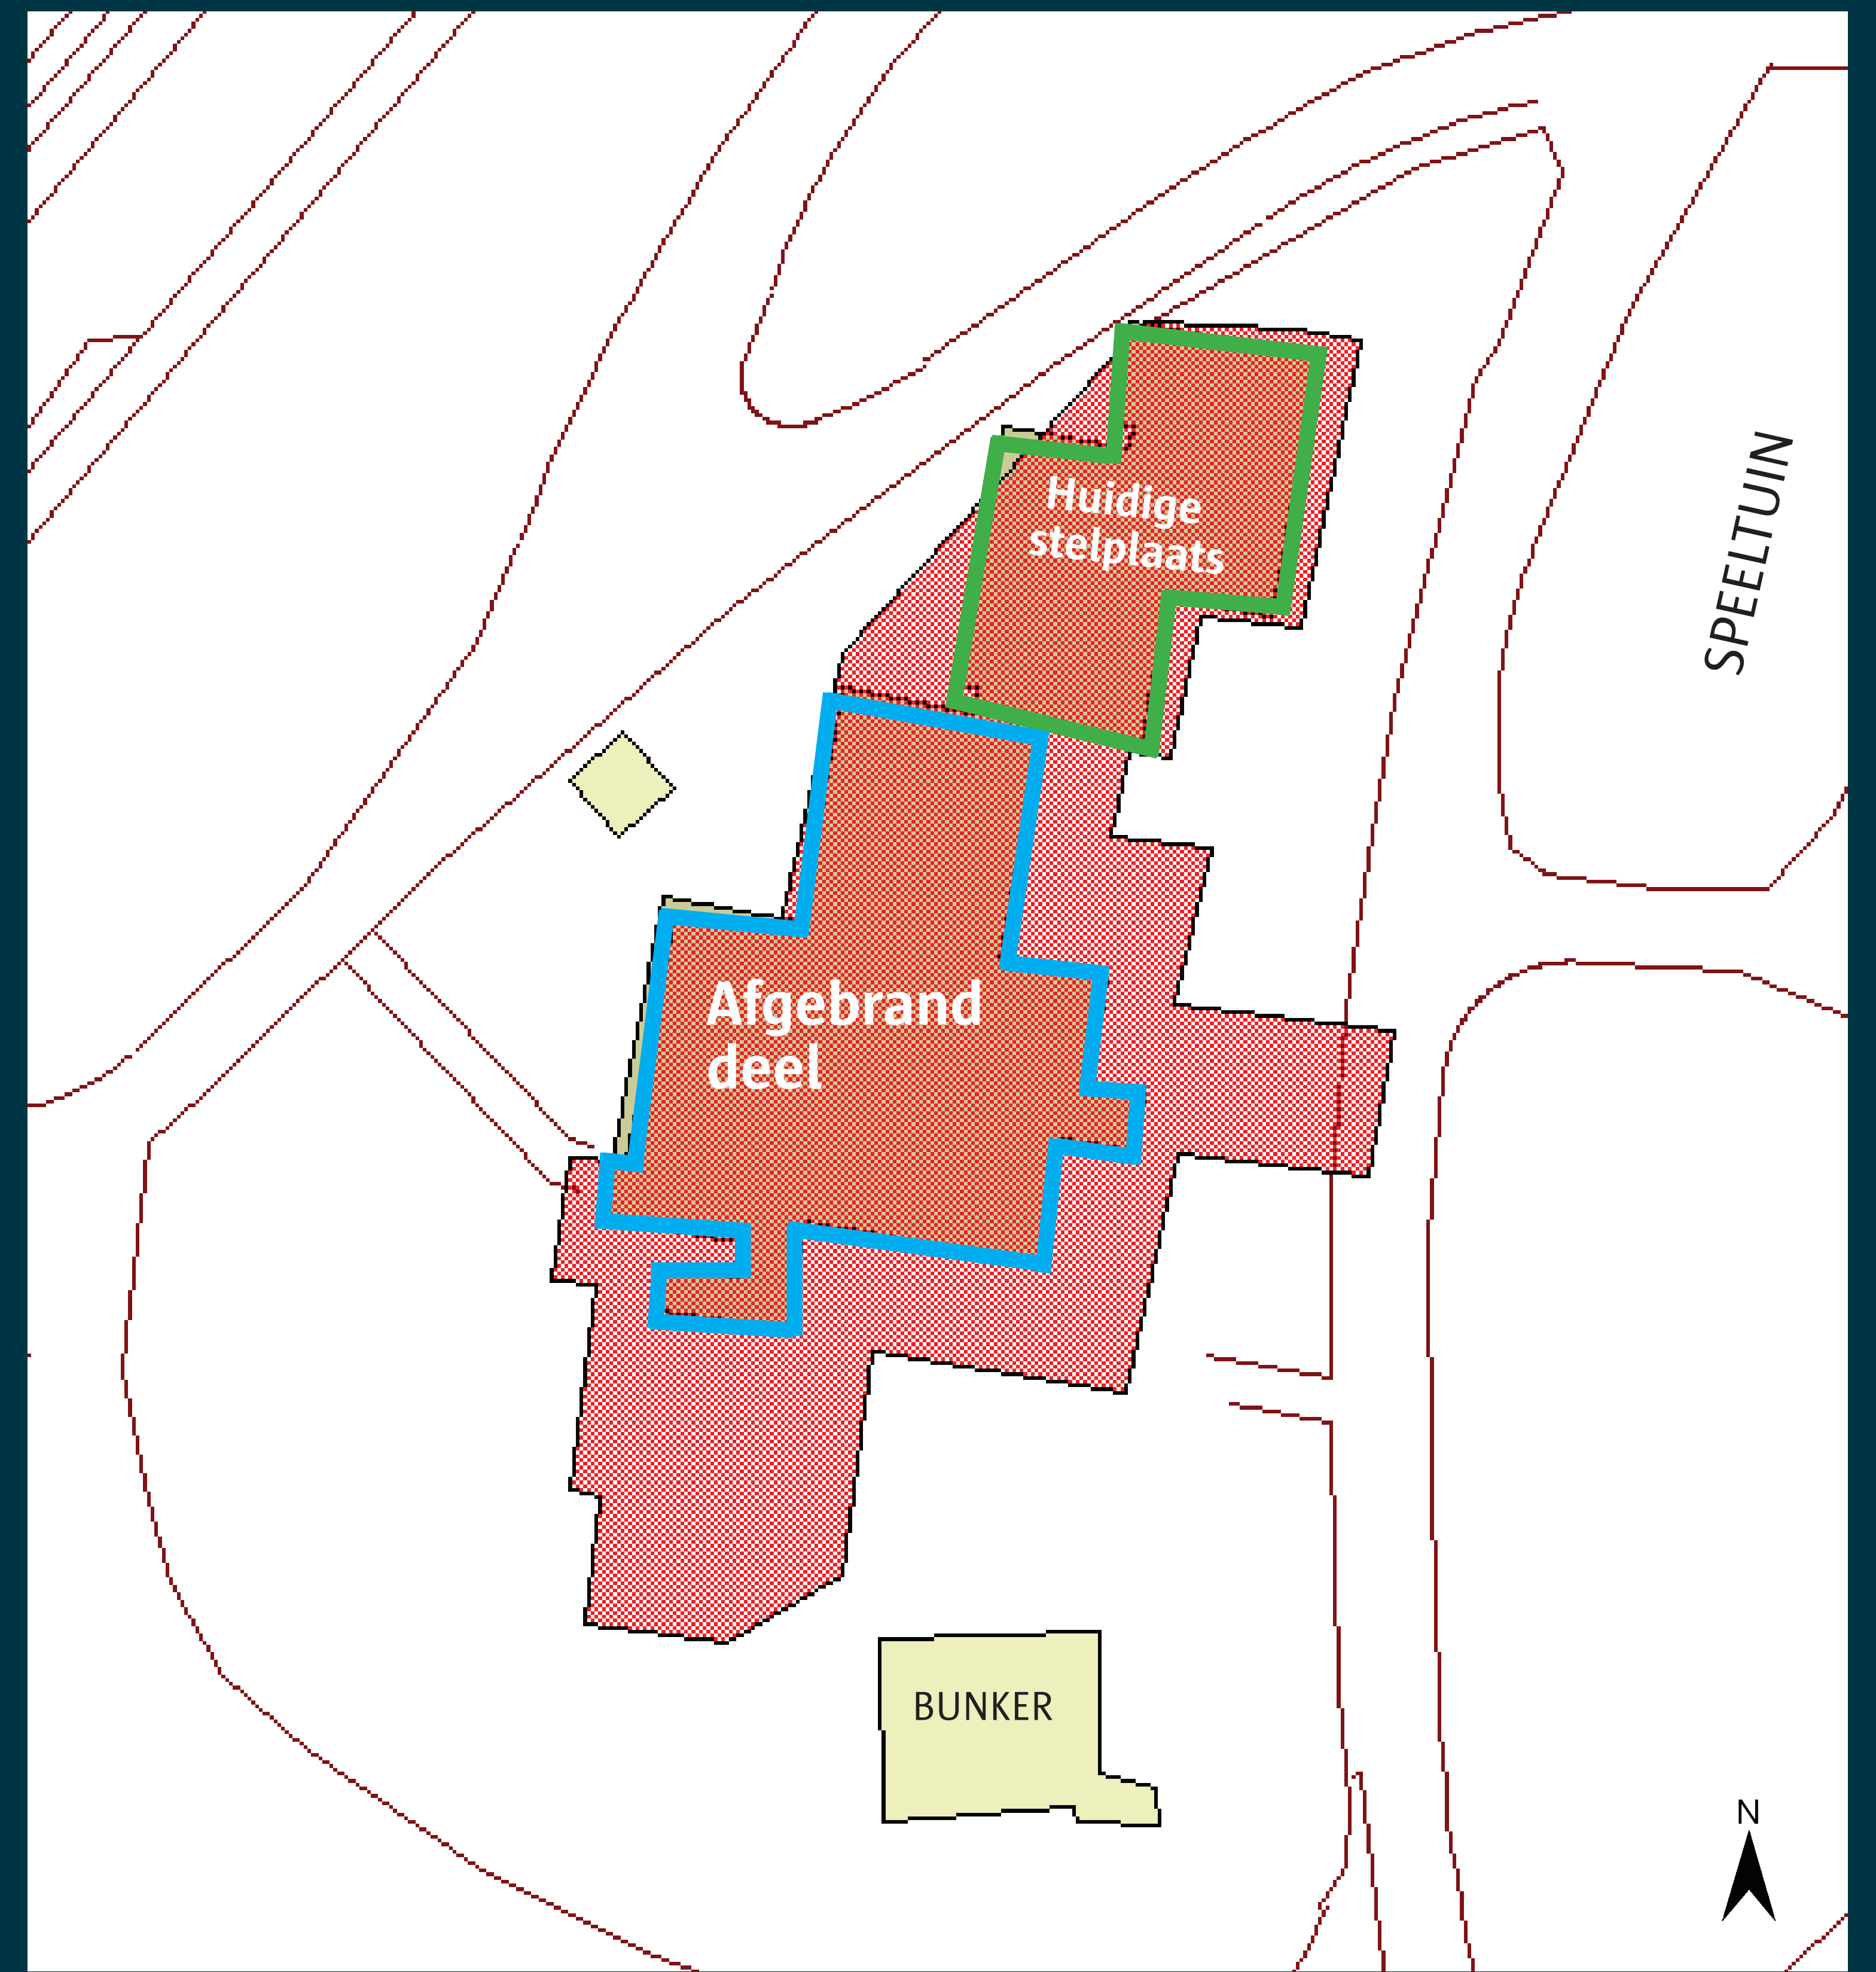 Huidige
stelplaats
SPEELTUIN
Afgebrand
deel
BUNKER
N